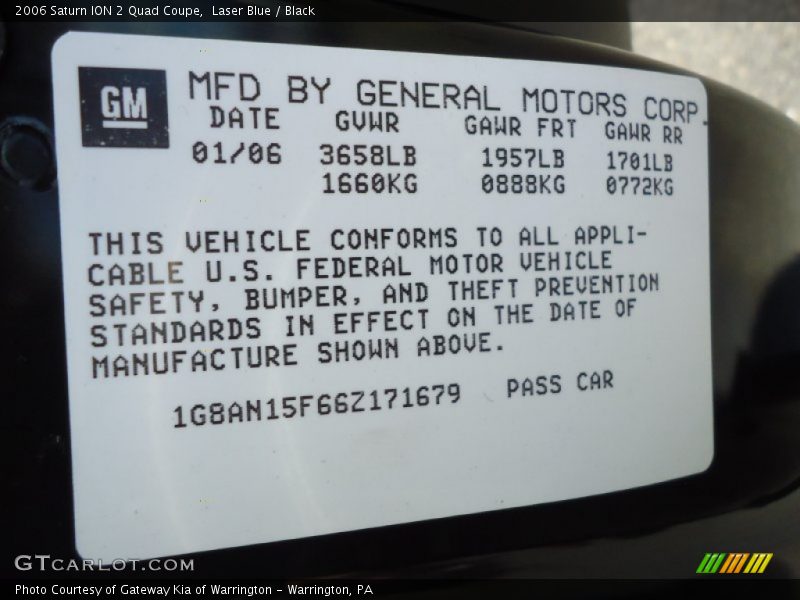 2006 Saturn ION 2 Quad Coupe,  Laser Blue / Black
GM
MFD BY GENERAL MOTORS CORP.
DATE GVWR GAWR FRT GAWR RR
01/06 3658LB 1957LB 1701LB
1660KG 0888KG 0772KG
THIS VEHICLE CONFORMS TO ALL APPLI-
CABLE U.S. FEDERAL MOTOR VEHICLE
SAFETY, BUMPER, AND THEFT PREVENTION
STANDARDS IN EFFECT ON THE DATE OF
MANUFACTURE SHOWN ABOVE.
1G8AN15F66Z171679 PASS CAR
GTCARLOT.COM
Photo Courtesy of Gateway Kia of Warrington - Warrington, PA